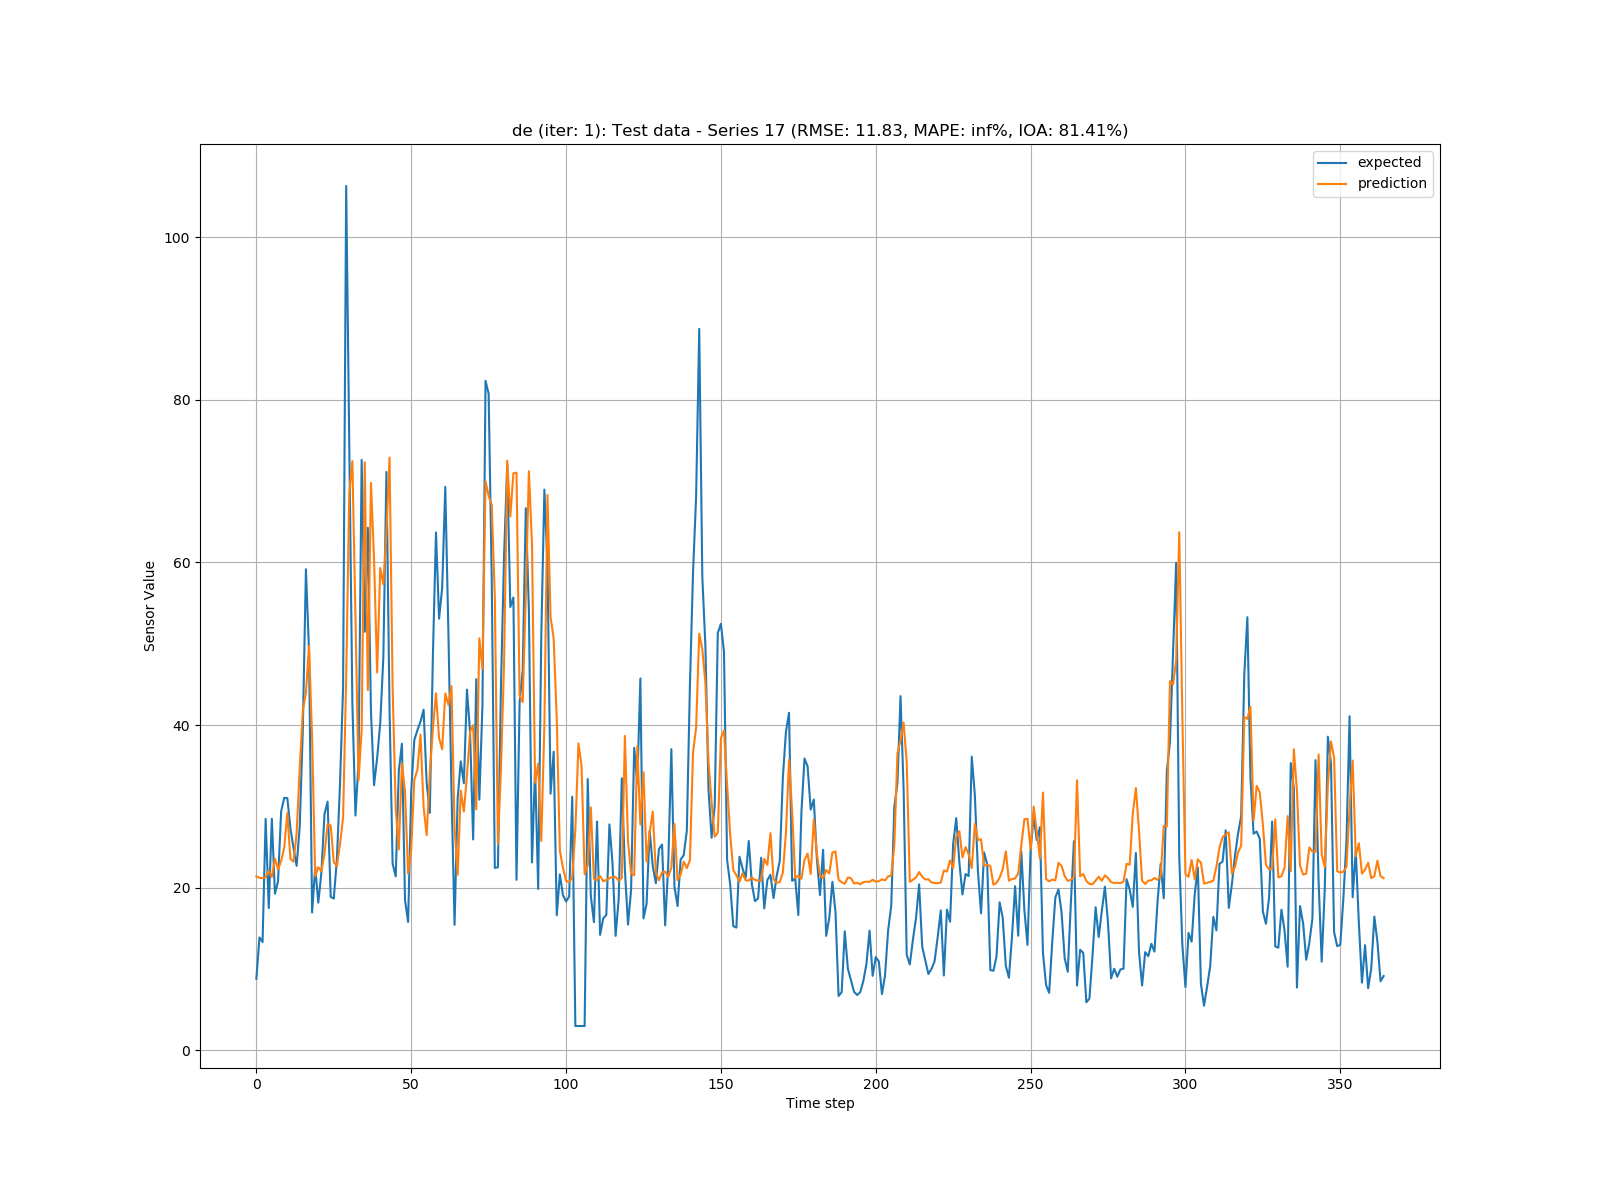 de (iter: 1): Test data - Series 17 (RMSE: 11.83, MAPE: inf%, IOA: 81.41%)
expected
prediction
100
80
60
40
20
0
Sensor Value
0 50 100 150 200 250 300 350
Time step